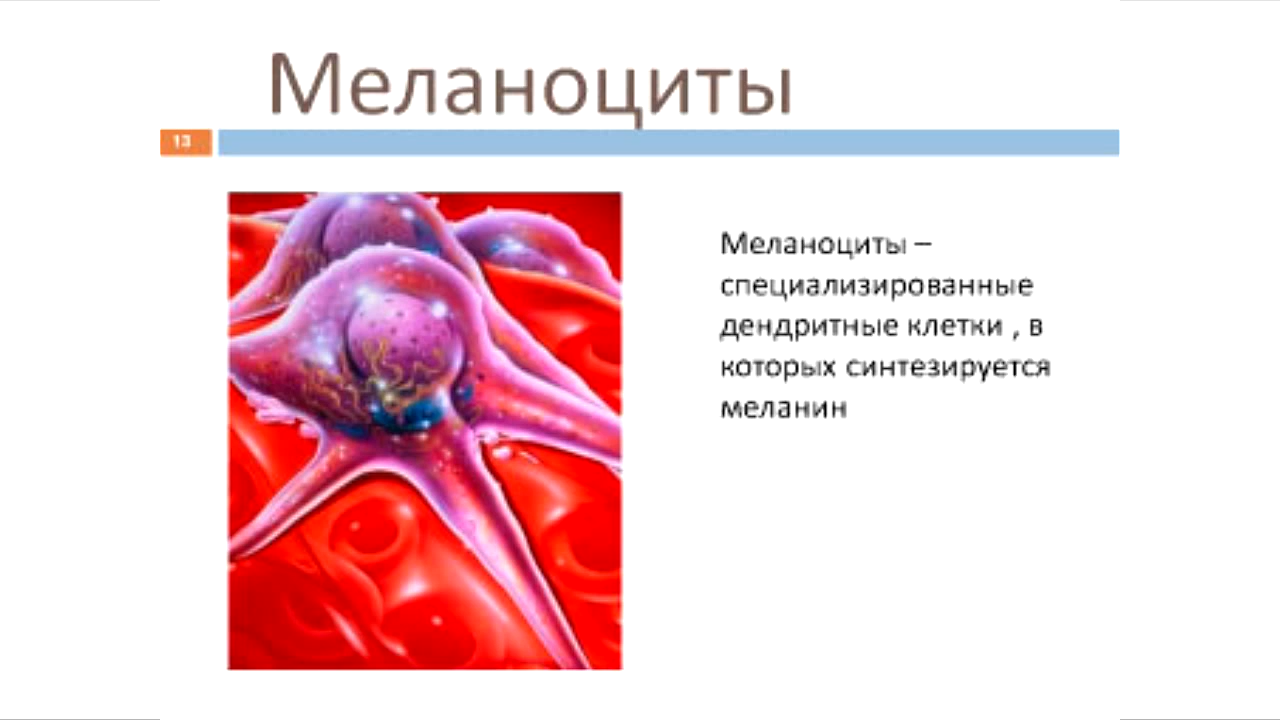 Меланоциты
13
Меланоциты –
специализированные
дендритные клетки , в
которых синтезируется
меланин